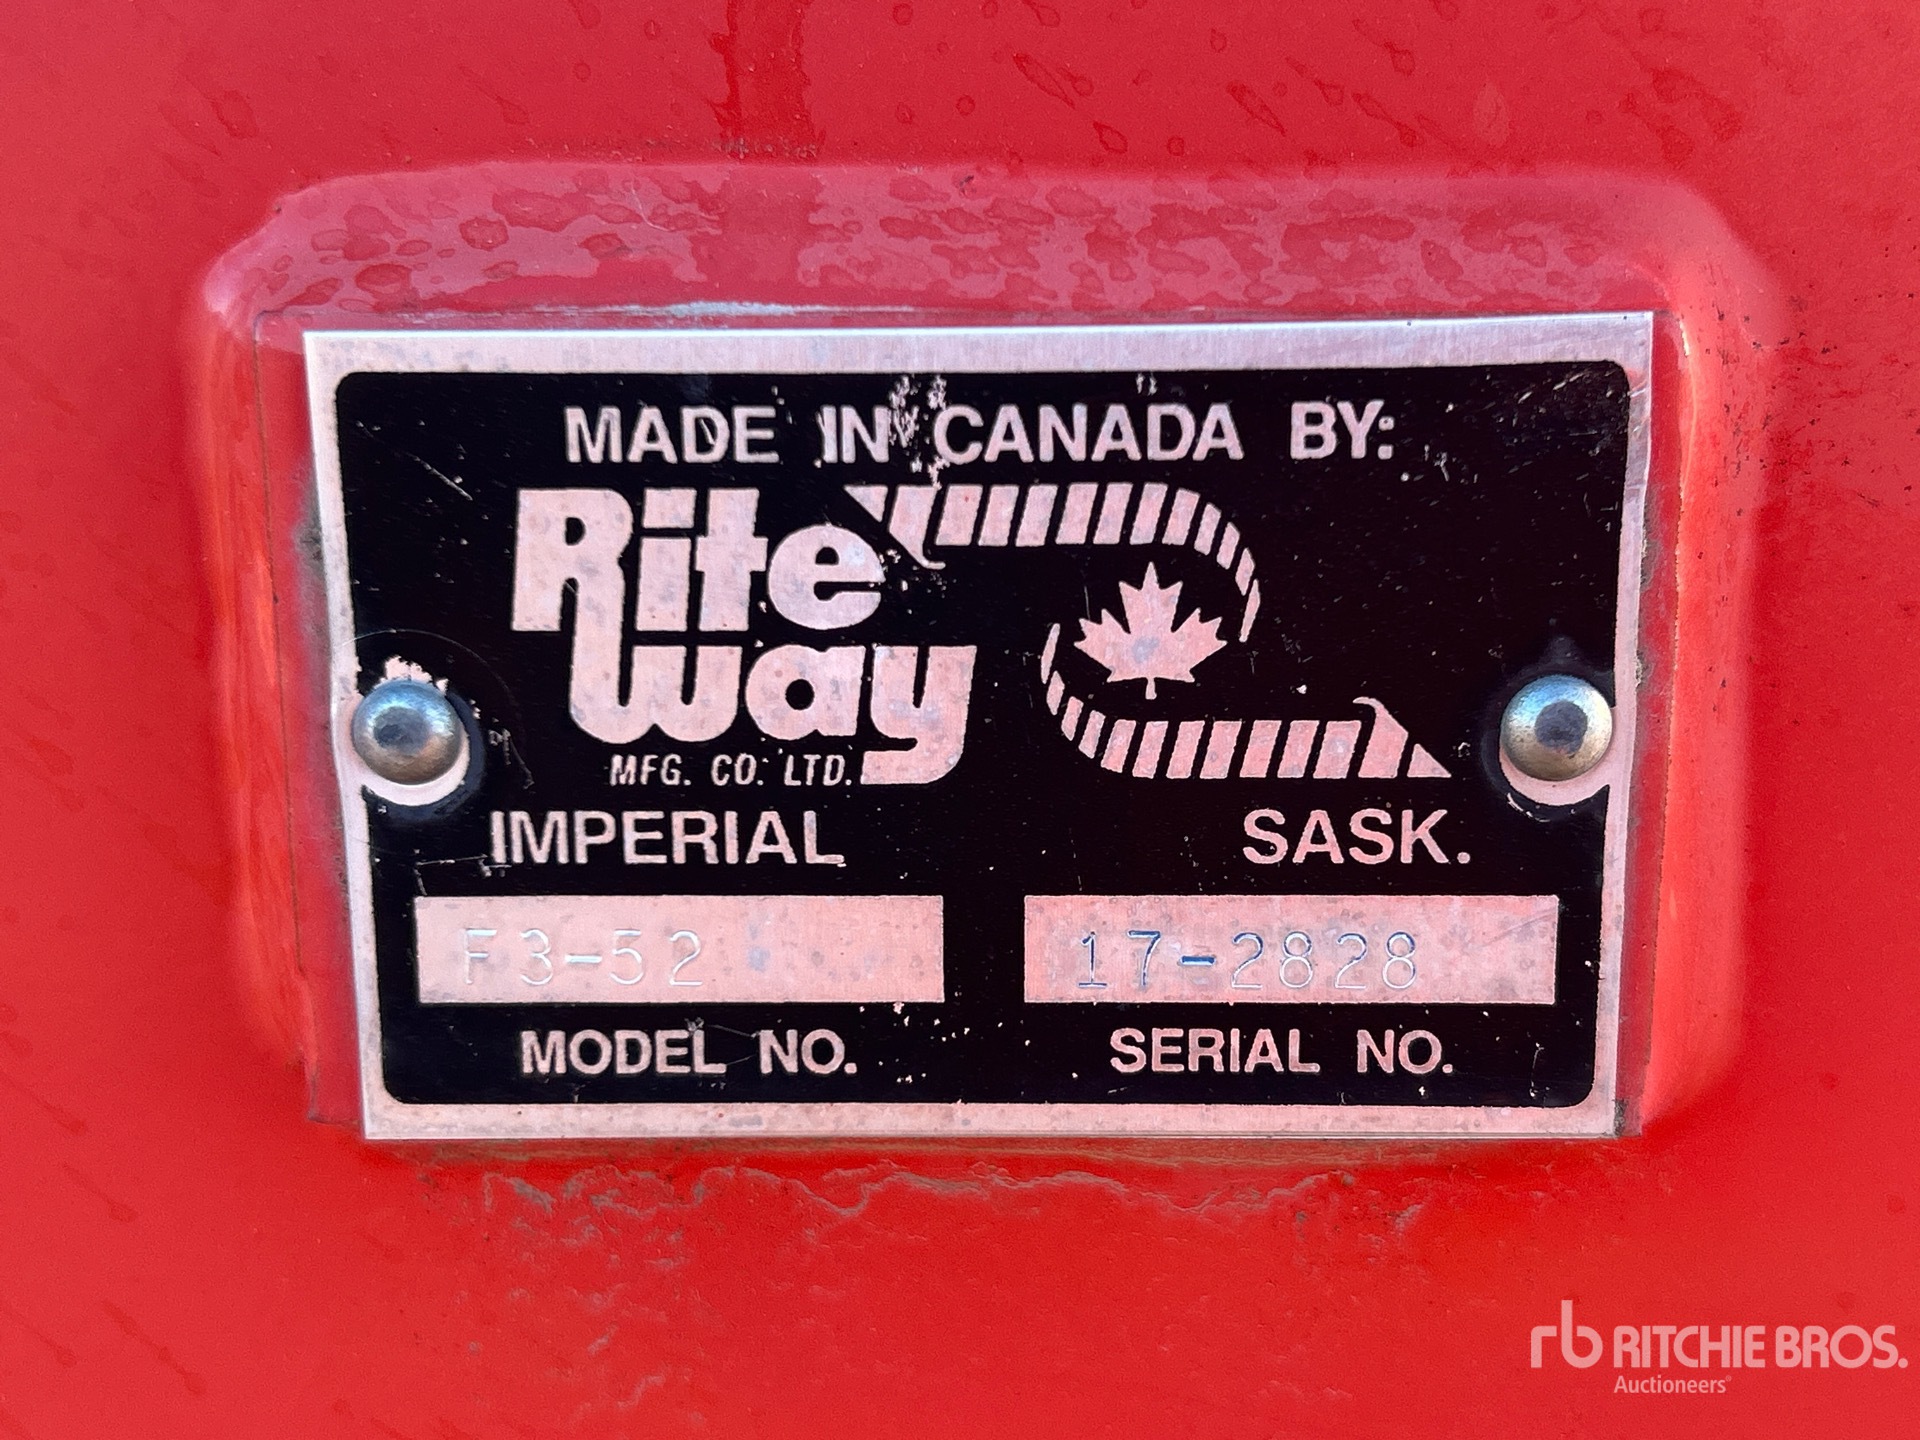 MADE IN CANADA BY:
Rite
Way
MFG. CO. LTD.
IMPERIAL SASK.
F3-52 17-2828
MODEL NO. SERIAL NO.
rb RITCHIE BROS.
Auctioneers®